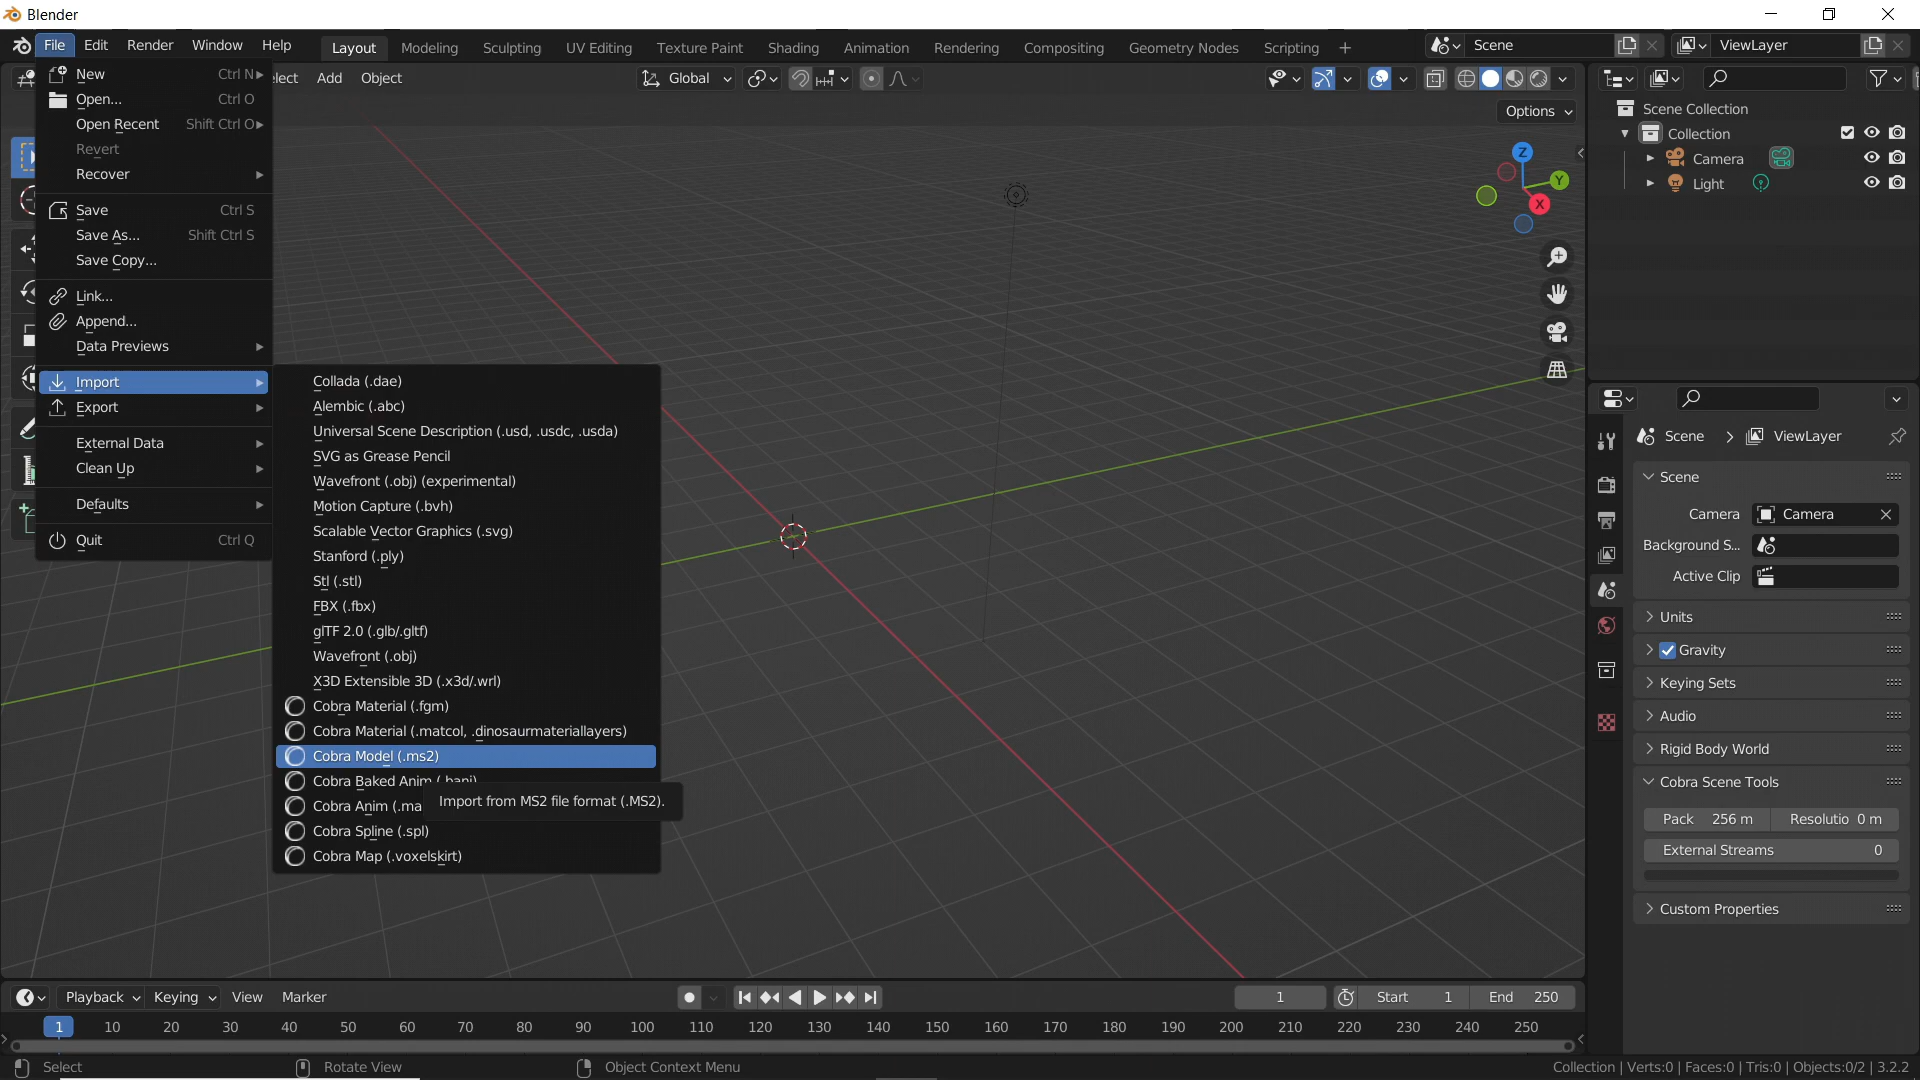 Blender
File Edit Render Window Help Layout Modeling Sculpting UV Editing Texture Paint Shading Animation Rendering Compositing Geometry Nodes Scripting + Scene ViewLayer
lect Add Object Global
Options
New Ctrl N
Open... Ctrl O
Open Recent Shift Ctrl O
Revert
Recover
Save Ctrl S
Save As... Shift Ctrl S
Save Copy...
Link...
Append...
Data Previews
Import
Export
External Data
Clean Up
Defaults
Quit Ctrl Q
Collada (.dae)
Alembic (.abc)
Universal Scene Description (.usd, .usdc, .usda)
SVG as Grease Pencil
Wavefront (.obj) (experimental)
Motion Capture (.bvh)
Scalable Vector Graphics (.svg)
Stanford (.ply)
Stl (.stl)
FBX (.fbx)
glTF 2.0 (.glb/.gltf)
Wavefront (.obj)
X3D Extensible 3D (.x3d/.wrl)
Cobra Material (.fgm)
Cobra Material (.matcol, .dinosaurmateriallayers)
Cobra Model (.ms2)
Cobra Baked Anim (.bani)
Cobra Anim (.ma
Import from MS2 file format (.MS2).
Cobra Spline (.spl)
Cobra Map (.voxelskirt)
Z
Y
X
Scene Collection
Collection
Camera
Light
Scene ViewLayer
Scene
Camera Camera
Background S...
Active Clip
Units
Gravity
Keying Sets
Audio
Rigid Body World
Cobra Scene Tools
Pack 256 m Resolutio 0 m
External Streams 0
Custom Properties
Playback Keying View Marker 1 Start 1 End 250
1 10 20 30 40 50 60 70 80 90 100 110 120 130 140 150 160 170 180 190 200 210 220 230 240 250
Select Rotate View Object Context Menu Collection | Verts:0 | Faces:0 | Tris:0 | Objects:0/2 | 3.2.2